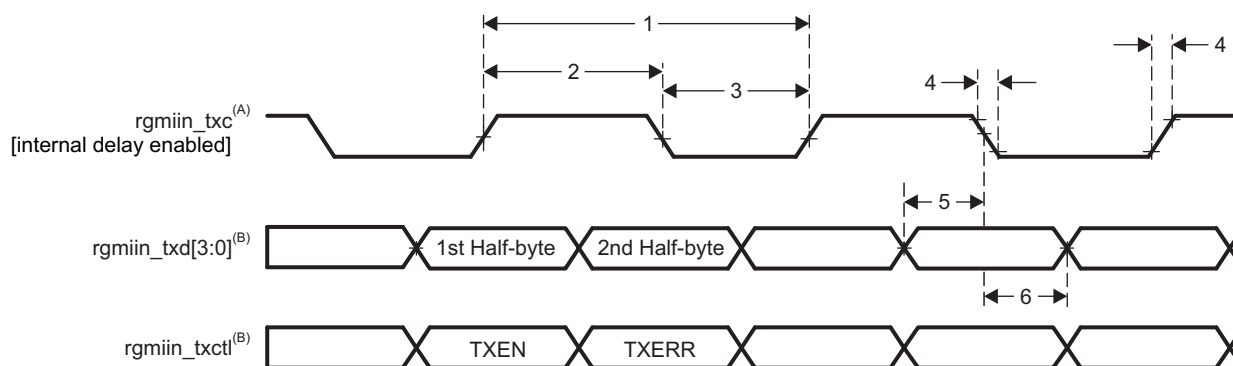 1
4
2
4
3
rgmiin_txc(A)
[internal delay enabled]
5
rgmiin_txd[3:0](B)
1st Half-byte
2nd Half-byte
6
rgmiin_txctl(B)
TXEN
TXERR